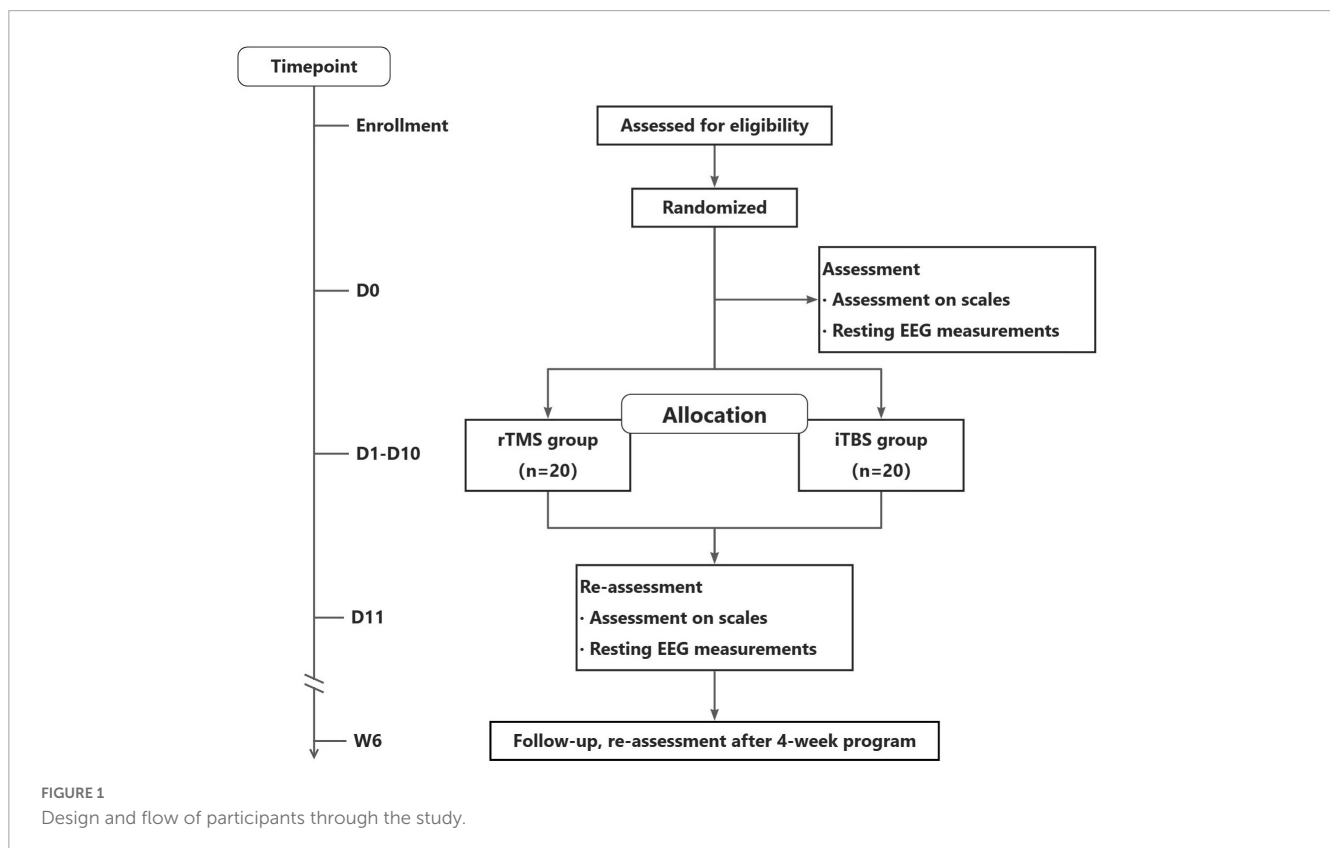 Timepoint
Enrollment
Assessed for eligibility
Randomized
D0
Assessment
· Assessment on scales
· Resting EEG measurements
Allocation
D1-D10
rTMS group
(n=20)
iTBS group
(n=20)
D11
Re-assessment
· Assessment on scales
· Resting EEG measurements
W6
Follow-up, re-assessment after 4-week program
FIGURE 1
Design and flow of participants through the study.